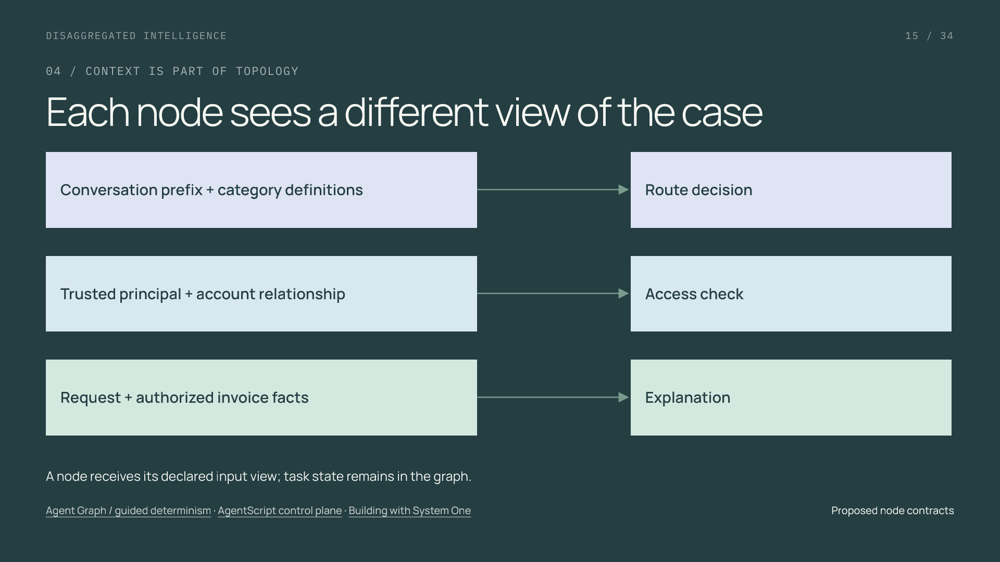 DISAGGREGATED INTELLIGENCE
15 / 34
04 / CONTEXT IS PART OF TOPOLOGY
Each node sees a different view of the case
Conversation prefix + category definitions
Route decision
Trusted principal + account relationship
Access check
Request + authorized invoice facts
Explanation
A node receives its declared input view; task state remains in the graph.
Agent Graph / guided determinism · AgentScript control plane · Building with System One
Proposed node contracts